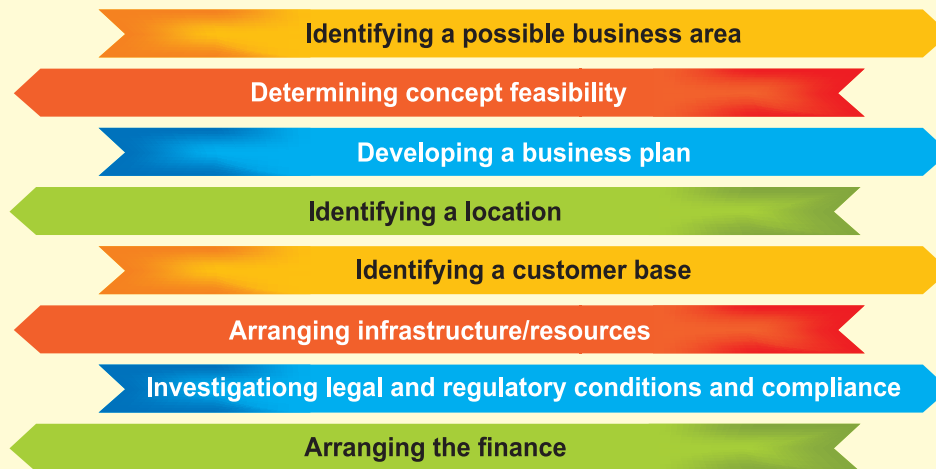 Identifying a possible business area
Determining concept feasibility
Developing a business plan
Identifying a location
Identifying a customer base
Arranging infrastructure/resources
Investigationg legal and regulatory conditions and compliance
Arranging the finance